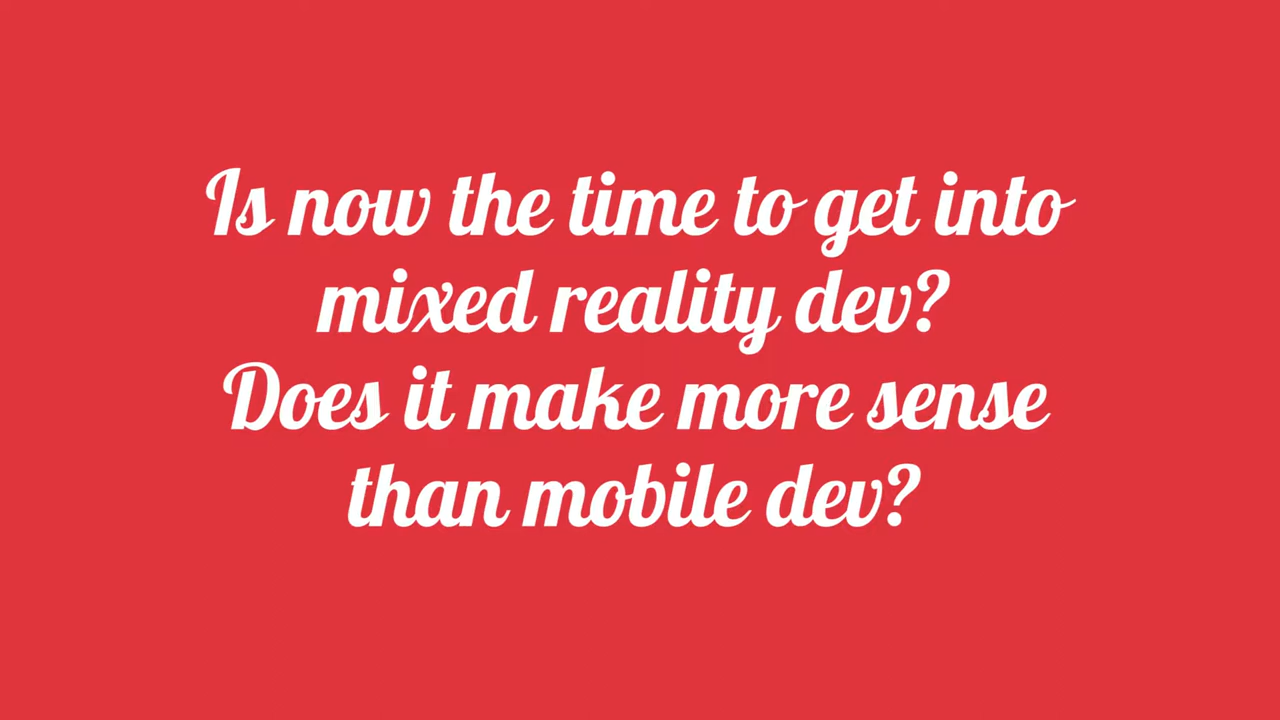 Is now the time to get into
mixed reality dev?
Does it make more sense
than mobile dev?